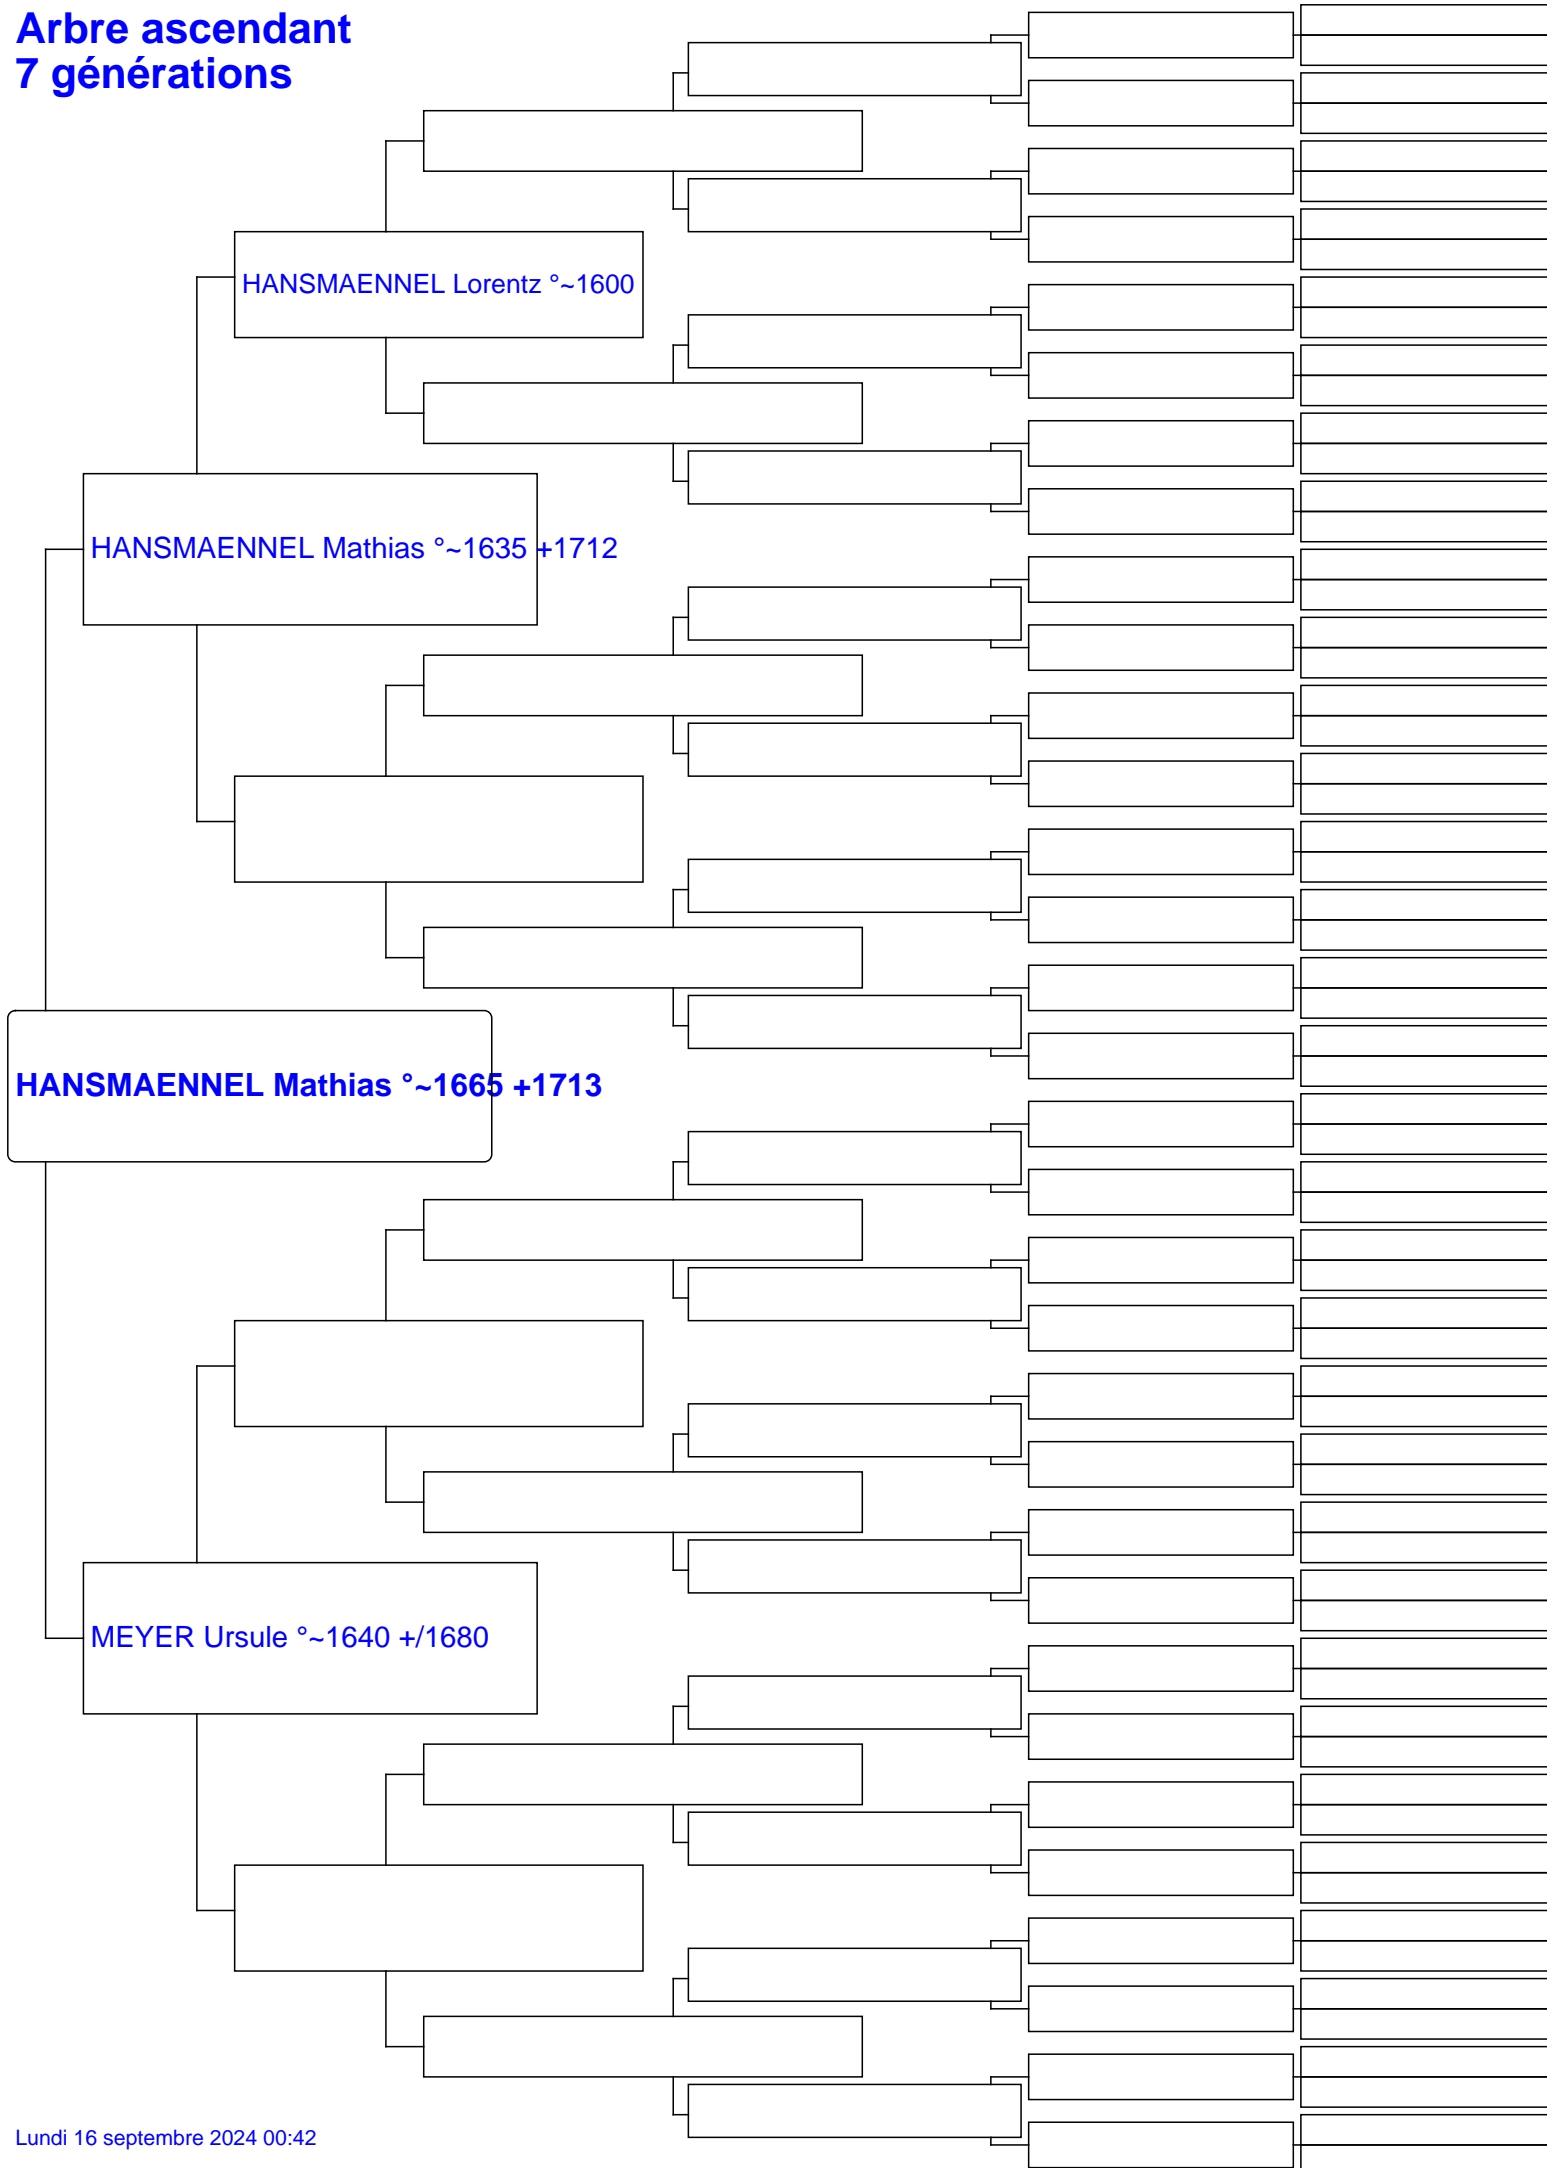 Arbre ascendant
7 générations
HANSMAENNEL Lorentz °~1600
HANSMAENNEL Mathias °~1635 +1712
HANSMAENNEL Mathias °~1665 +1713
MEYER Ursule °~1640 +/1680
Lundi 16 septembre 2024 00:42